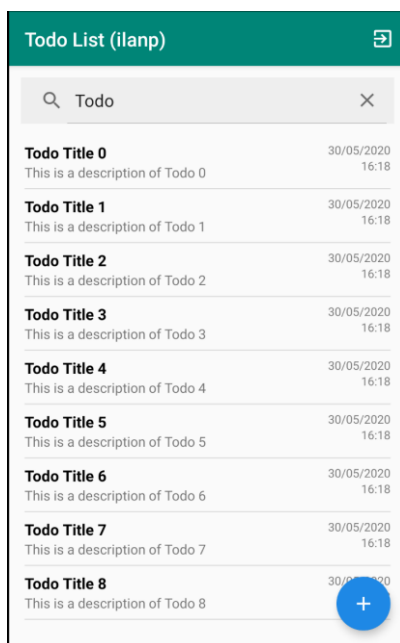 Todo List (ilanp)
Todo
Todo Title 0
30/05/2020
This is a description of Todo 0
16:18
Todo Title 1
30/05/2020
This is a description of Todo 1
16:18
Todo Title 2
30/05/2020
This is a description of Todo 2
16:18
Todo Title 3
30/05/2020
This is a description of Todo 3
16:18
Todo Title 4
30/05/2020
This is a description of Todo 4
16:18
Todo Title 5
30/05/2020
This is a description of Todo 5
16:18
Todo Title 6
30/05/2020
This is a description of Todo 6
16:18
Todo Title 7
30/05/2020
This is a description of Todo 7
16:18
Todo Title 8
This is a description of Todo 8